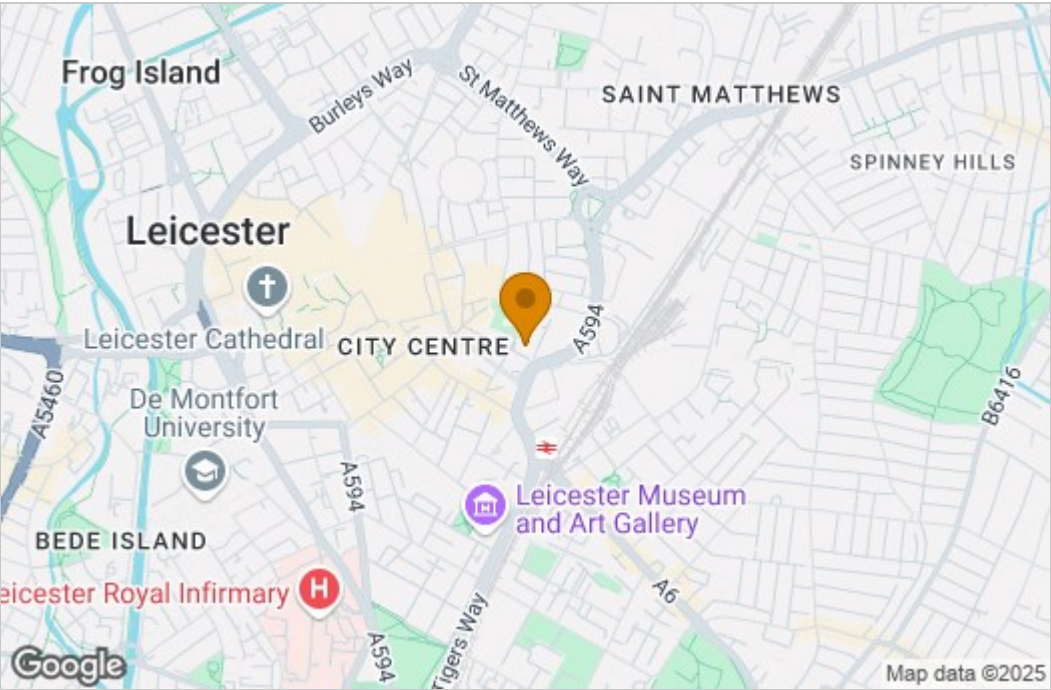 Frog Island
Burleys Way
St Matthews Way
SAINT MATTHEWS
SPINNEY HILLS
Leicester
Leicester Cathedral
CITY CENTRE
A594
A5460
De Montfort
University
B6416
A594
Leicester Museum
and Art Gallery
BEDE ISLAND
eicester Royal Infirmary
H
A6
A594
Tigers Way
Google
Map data ©2025